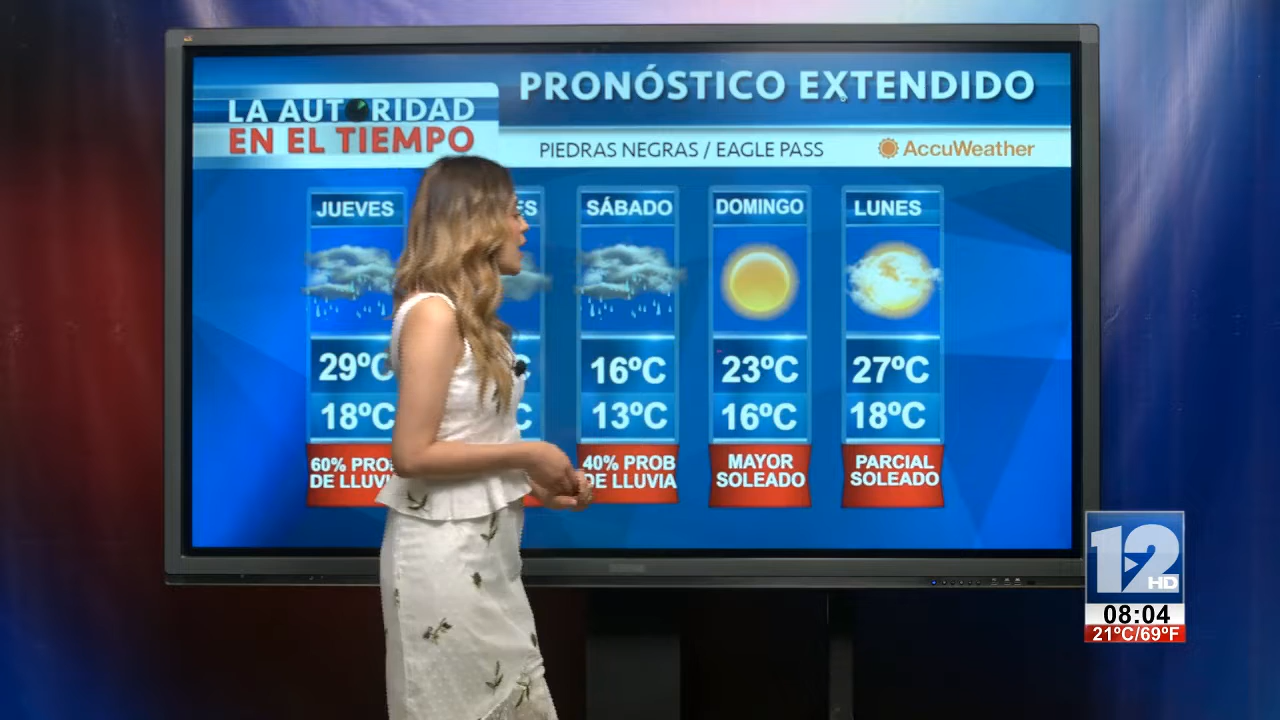 PRONÓSTICO EXTENDIDO
LA AUTORIDAD
EN EL TIEMPO
PIEDRAS NEGRAS / EAGLE PASS
AccuWeather
JUEVES
29ºC
18ºC
60% PROB
DE LLUVIA
SÁBADO
16ºC
13ºC
40% PROB
DE LLUVIA
DOMINGO
23ºC
16ºC
MAYOR
SOLEADO
LUNES
27ºC
18ºC
PARCIAL
SOLEADO
12
HD
08:04
21ºC/69ºF